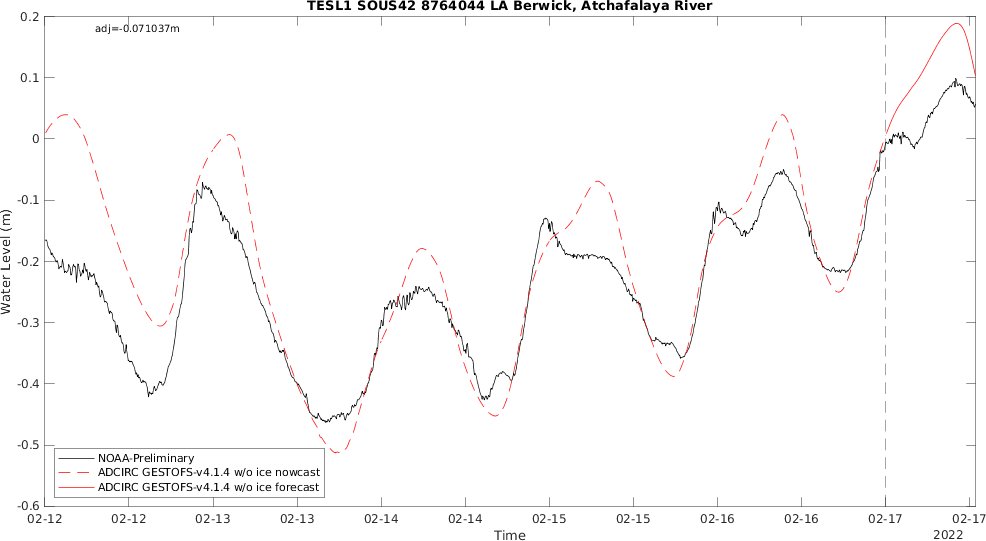 TESL1 SOUS42 8764044 LA Berwick, Atchafalaya River
adj=-0.071037m
0.2
0.1
0
-0.1
-0.2
-0.3
-0.4
-0.5
-0.6
Water Level (m)
NOAA-Preliminary
ADCIRC GESTOFS-v4.1.4 w/o ice nowcast
ADCIRC GESTOFS-v4.1.4 w/o ice forecast
02-12 02-12 02-13 02-13 02-14 02-14 02-15 02-15 02-16 02-16 02-17 02-17
Time
2022